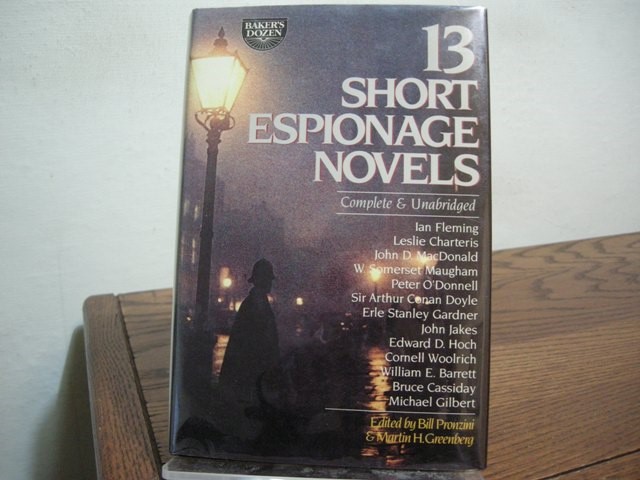 BAKER'S
DOZEN
13
SHORT
ESPIONAGE
NOVELS
Complete & Unabridged
Ian Fleming
Leslie Charteris
John D. MacDonald
W. Somerset Maugham
Peter O'Donnell
Sir Arthur Conan Doyle
Erle Stanley Gardner
John Jakes
Edward D. Hoch
Cornell Woolrich
William E. Barrett
Bruce Cassiday
Michael Gilbert
Edited by Bill Pronzini
& Martin H. Greenberg